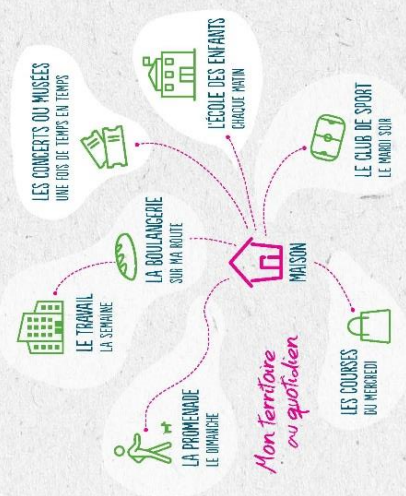 LES CONCERTS OU MUSÉES
UNE FOIS DE TEMPS EN TEMPS
L'ÉCOLE DES ENFANTS
CHAQUE MATIN
LE TRAVAIL
LA SEMAINE
LA BOULANGERIE
SUR MA ROUTE
LE CLUB DE SPORT
LE MARDI SOIR
MAISON
LA PROMENADE
LE DIMANCHE
Mon territoire
au quotidien
LES COURSES
DU MERCREDI